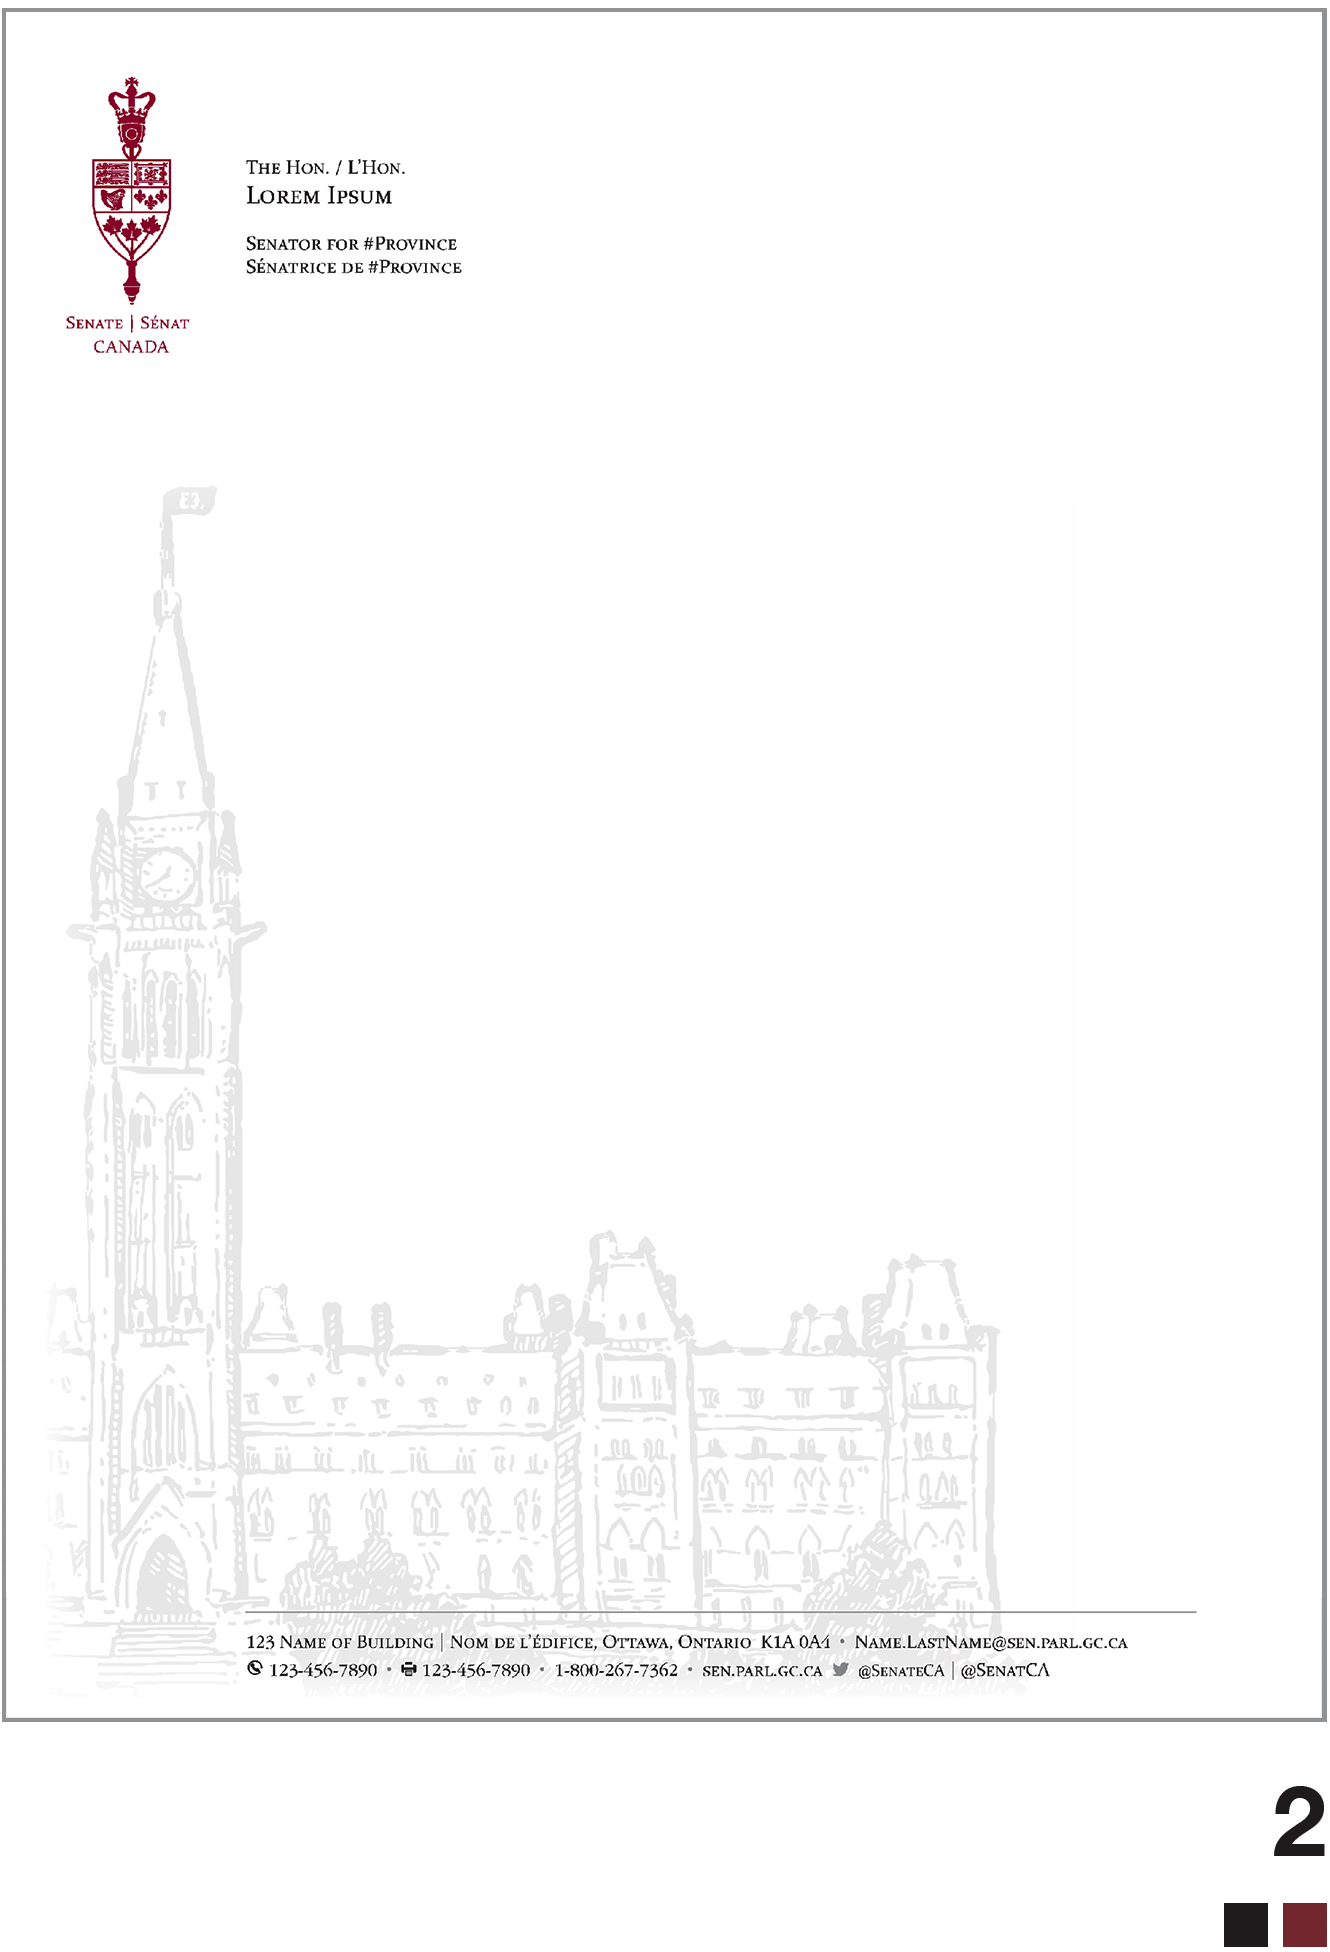 The Hon. / L'Hon.
Lorem Ipsum
Senator for #Province
Sénatrice de #Province
Senate | Sénat
CANADA
123 Name of Building | Nom de l'édifice, Ottawa, Ontario K1A 0A4 • Name.LastName@sen.parl.gc.ca
123-456-7890 • 123-456-7890 • 1-800-267-7362 • sen.parl.gc.ca @SenateCA | @SenatCA
2